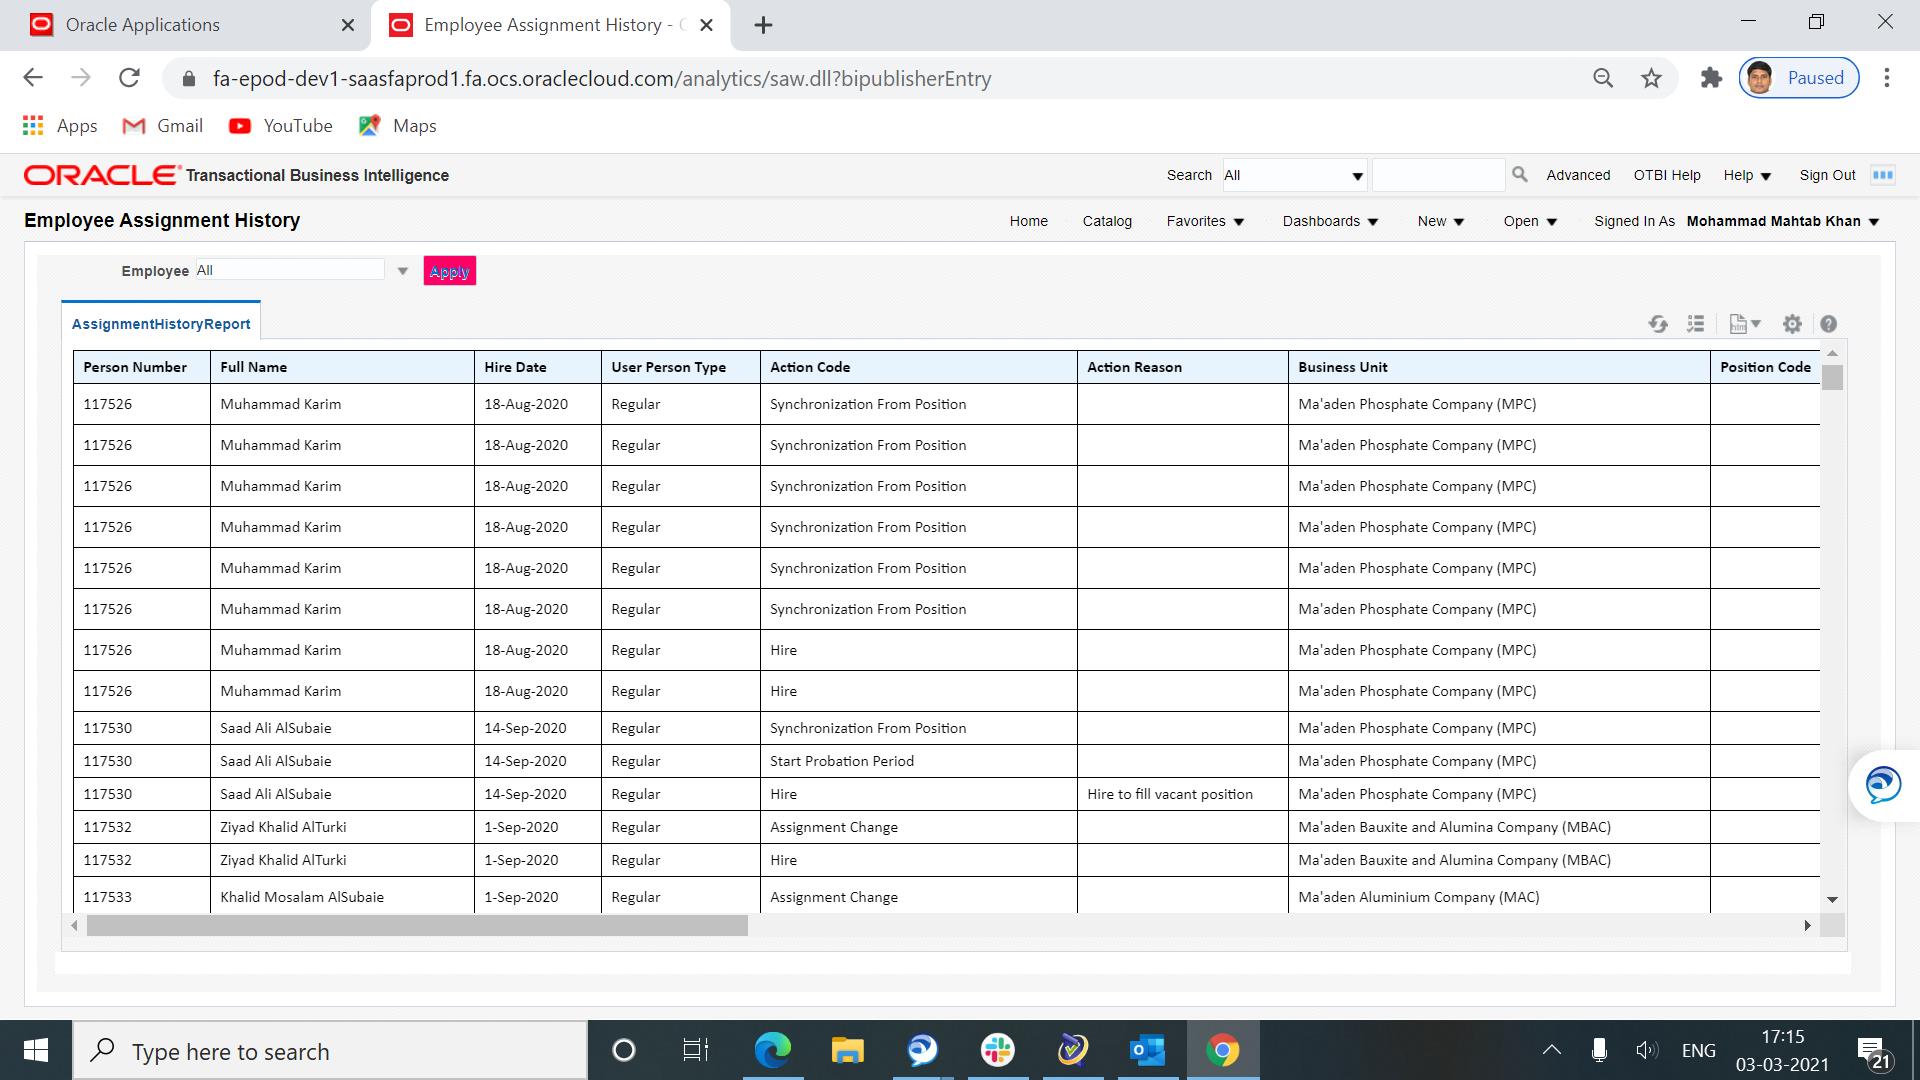 Oracle Applications
Employee Assignment History -
fa-epod-dev1-saasfaprod1.fa.ocs.oraclecloud.com/analytics/saw.dll?bipublisherEntry
Paused
Apps Gmail YouTube Maps
ORACLE Transactional Business Intelligence
Search All Advanced OTBI Help Help Sign Out
Employee Assignment History
Home Catalog Favorites Dashboards New Open Signed In As Mohammad Mahtab Khan
Employee All Apply
AssignmentHistoryReport
Person Number Full Name Hire Date User Person Type Action Code Action Reason Business Unit Position Code
117526 Muhammad Karim 18-Aug-2020 Regular Synchronization From Position Ma'aden Phosphate Company (MPC)
117526 Muhammad Karim 18-Aug-2020 Regular Synchronization From Position Ma'aden Phosphate Company (MPC)
117526 Muhammad Karim 18-Aug-2020 Regular Synchronization From Position Ma'aden Phosphate Company (MPC)
117526 Muhammad Karim 18-Aug-2020 Regular Synchronization From Position Ma'aden Phosphate Company (MPC)
117526 Muhammad Karim 18-Aug-2020 Regular Synchronization From Position Ma'aden Phosphate Company (MPC)
117526 Muhammad Karim 18-Aug-2020 Regular Synchronization From Position Ma'aden Phosphate Company (MPC)
117526 Muhammad Karim 18-Aug-2020 Regular Hire Ma'aden Phosphate Company (MPC)
117526 Muhammad Karim 18-Aug-2020 Regular Hire Ma'aden Phosphate Company (MPC)
117530 Saad Ali AlSubaie 14-Sep-2020 Regular Synchronization From Position Ma'aden Phosphate Company (MPC)
117530 Saad Ali AlSubaie 14-Sep-2020 Regular Start Probation Period Ma'aden Phosphate Company (MPC)
117530 Saad Ali AlSubaie 14-Sep-2020 Regular Hire Hire to fill vacant position Ma'aden Phosphate Company (MPC)
117532 Ziyad Khalid AlTurki 1-Sep-2020 Regular Assignment Change Ma'aden Bauxite and Alumina Company (MBAC)
117532 Ziyad Khalid AlTurki 1-Sep-2020 Regular Hire Ma'aden Bauxite and Alumina Company (MBAC)
117533 Khalid Mosalam AlSubaie 1-Sep-2020 Regular Assignment Change Ma'aden Aluminium Company (MAC)
Type here to search
ENG
17:15
03-03-2021
21